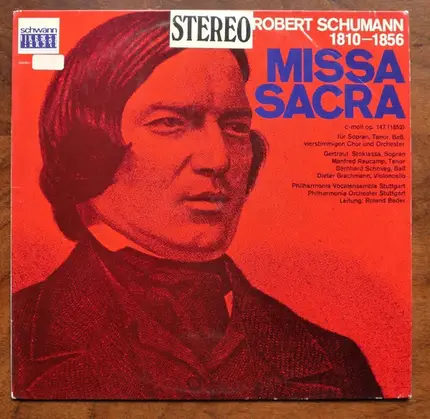 schwann
STEREO
ROBERT SCHUMANN
1810—1856
MISSA
SACRA
c-moll op. 147 (1852)
für Sopran, Tenor, Baß,
vierstimmigen Chor und Orchester
Gertraut Stoklassa, Sopran
Manfred Raucamp, Tenor
Bernhard Schöneg, Baß
Dieter Brachmann, Violoncello
Philharmonia Vocalensemble Stuttgart
Philharmonia Orchester Stuttgart
Leitung: Roland Bader